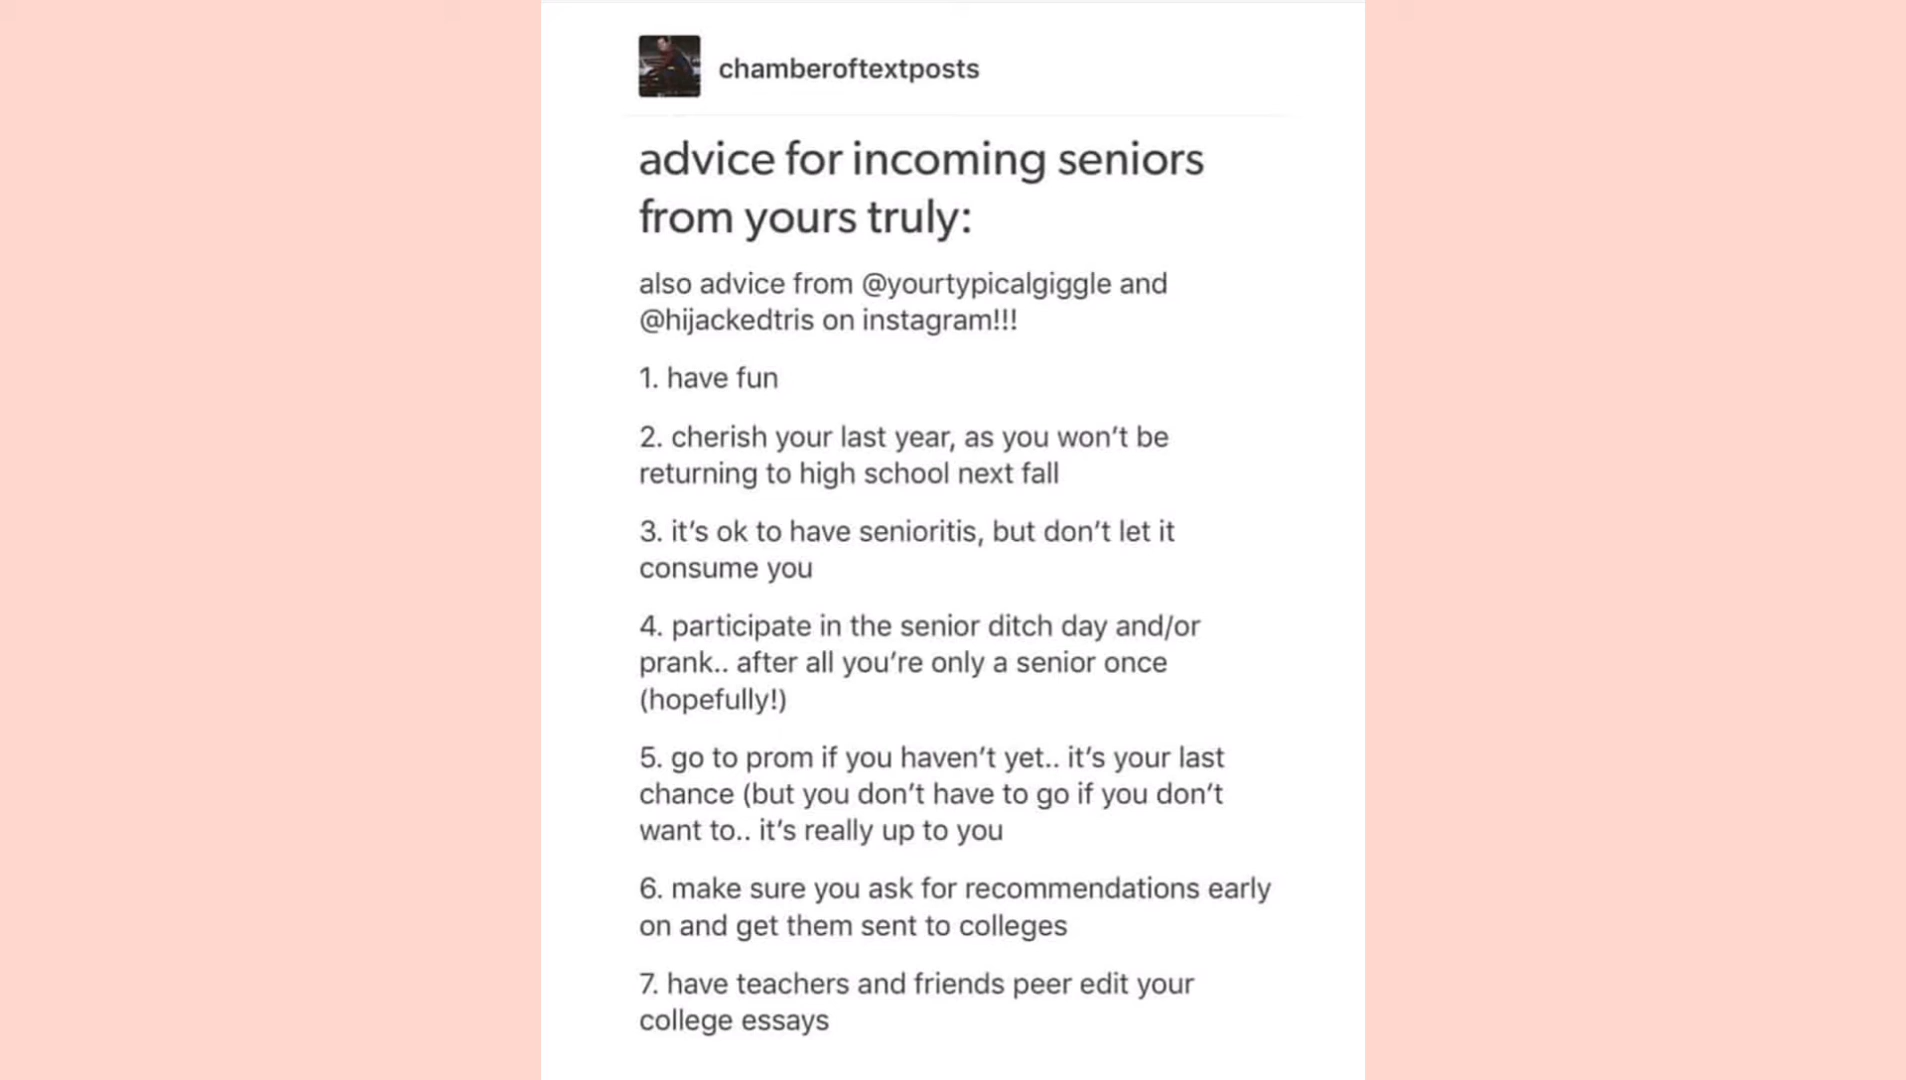 chamberoftextposts
advice for incoming seniors
from yours truly:
also advice from @yourtypicalgiggle and
@hijackedtris on instagram!!!
1. have fun
2. cherish your last year, as you won’t be
returning to high school next fall
3. it’s ok to have senioritis, but don’t let it
consume you
4. participate in the senior ditch day and/or
prank.. after all you’re only a senior once
(hopefully!)
5. go to prom if you haven’t yet.. it’s your last
chance (but you don’t have to go if you don’t
want to.. it’s really up to you
6. make sure you ask for recommendations early
on and get them sent to colleges
7. have teachers and friends peer edit your
college essays